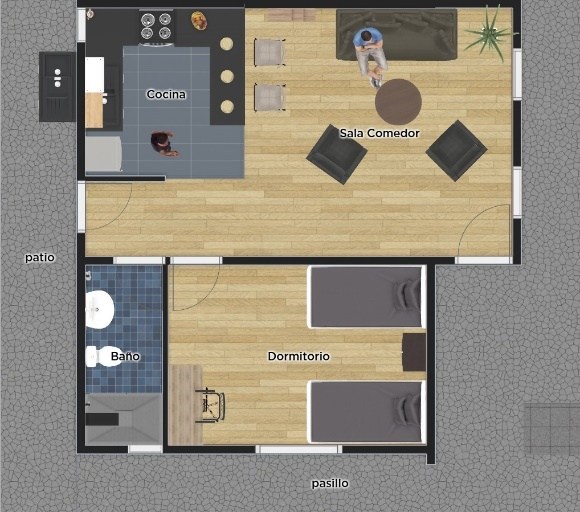 Cocina
Sala Comedor
patio
Baño
Dormitorio
pasillo